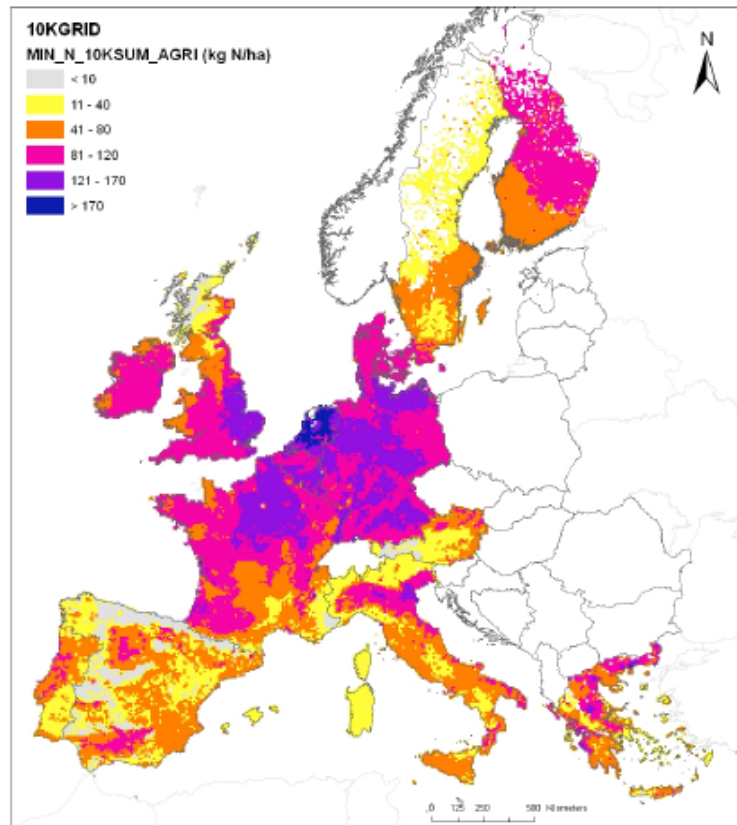 10KGRID
MIN_N_10KSUM_AGRI (kg N/ha)
< 10
11 - 40
41 - 80
81 - 120
121 - 170
> 170
N
0 125 250 500 Kilometers